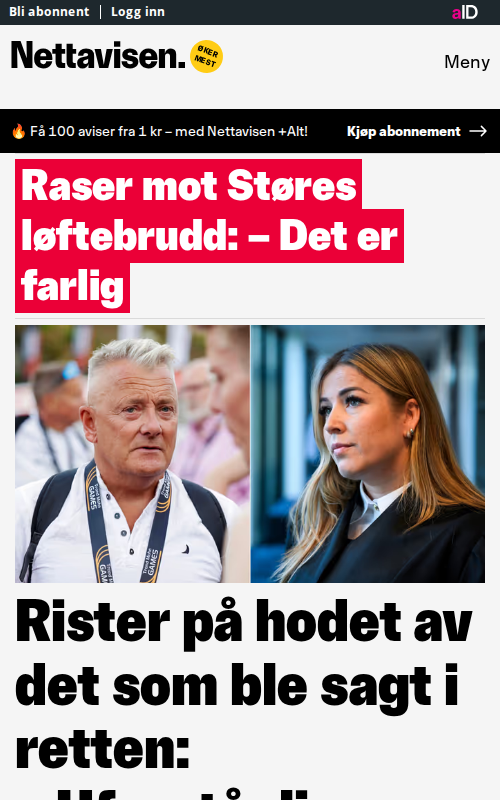 Bli abonnent | Logg inn
aID
Nettavisen.
ØKER
MEST
Meny
Få 100 aviser fra 1 kr – med Nettavisen +Alt!
Kjøp abonnement
Raser mot Støres
løftebrudd: – Det er
farlig
GAMES
GAMES
Rister på hodet av
det som ble sagt i
retten: